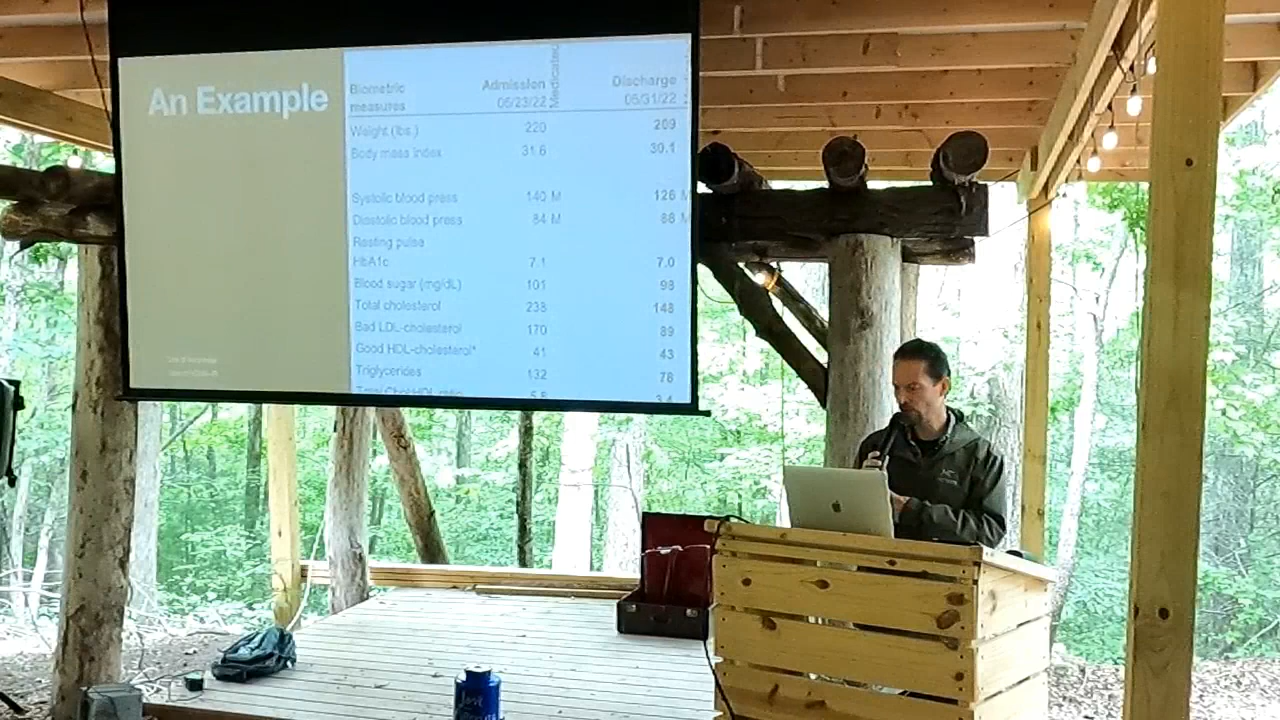 An Example
Biometric measures Admission 05/23/22 Medicated Discharge 05/31/22
Weight (lbs.) 220 209
Body mass index 31.6 30.1
Systolic blood press 140 M 126 M
Diastolic blood press 84 M 68 M
Resting pulse
HbA1c 7.1 7.0
Blood sugar (mg/dL) 101 98
Total cholesterol 238 148
Bad LDL-cholesterol 170 89
Good HDL-cholesterol* 41 43
Triglycerides 132 78